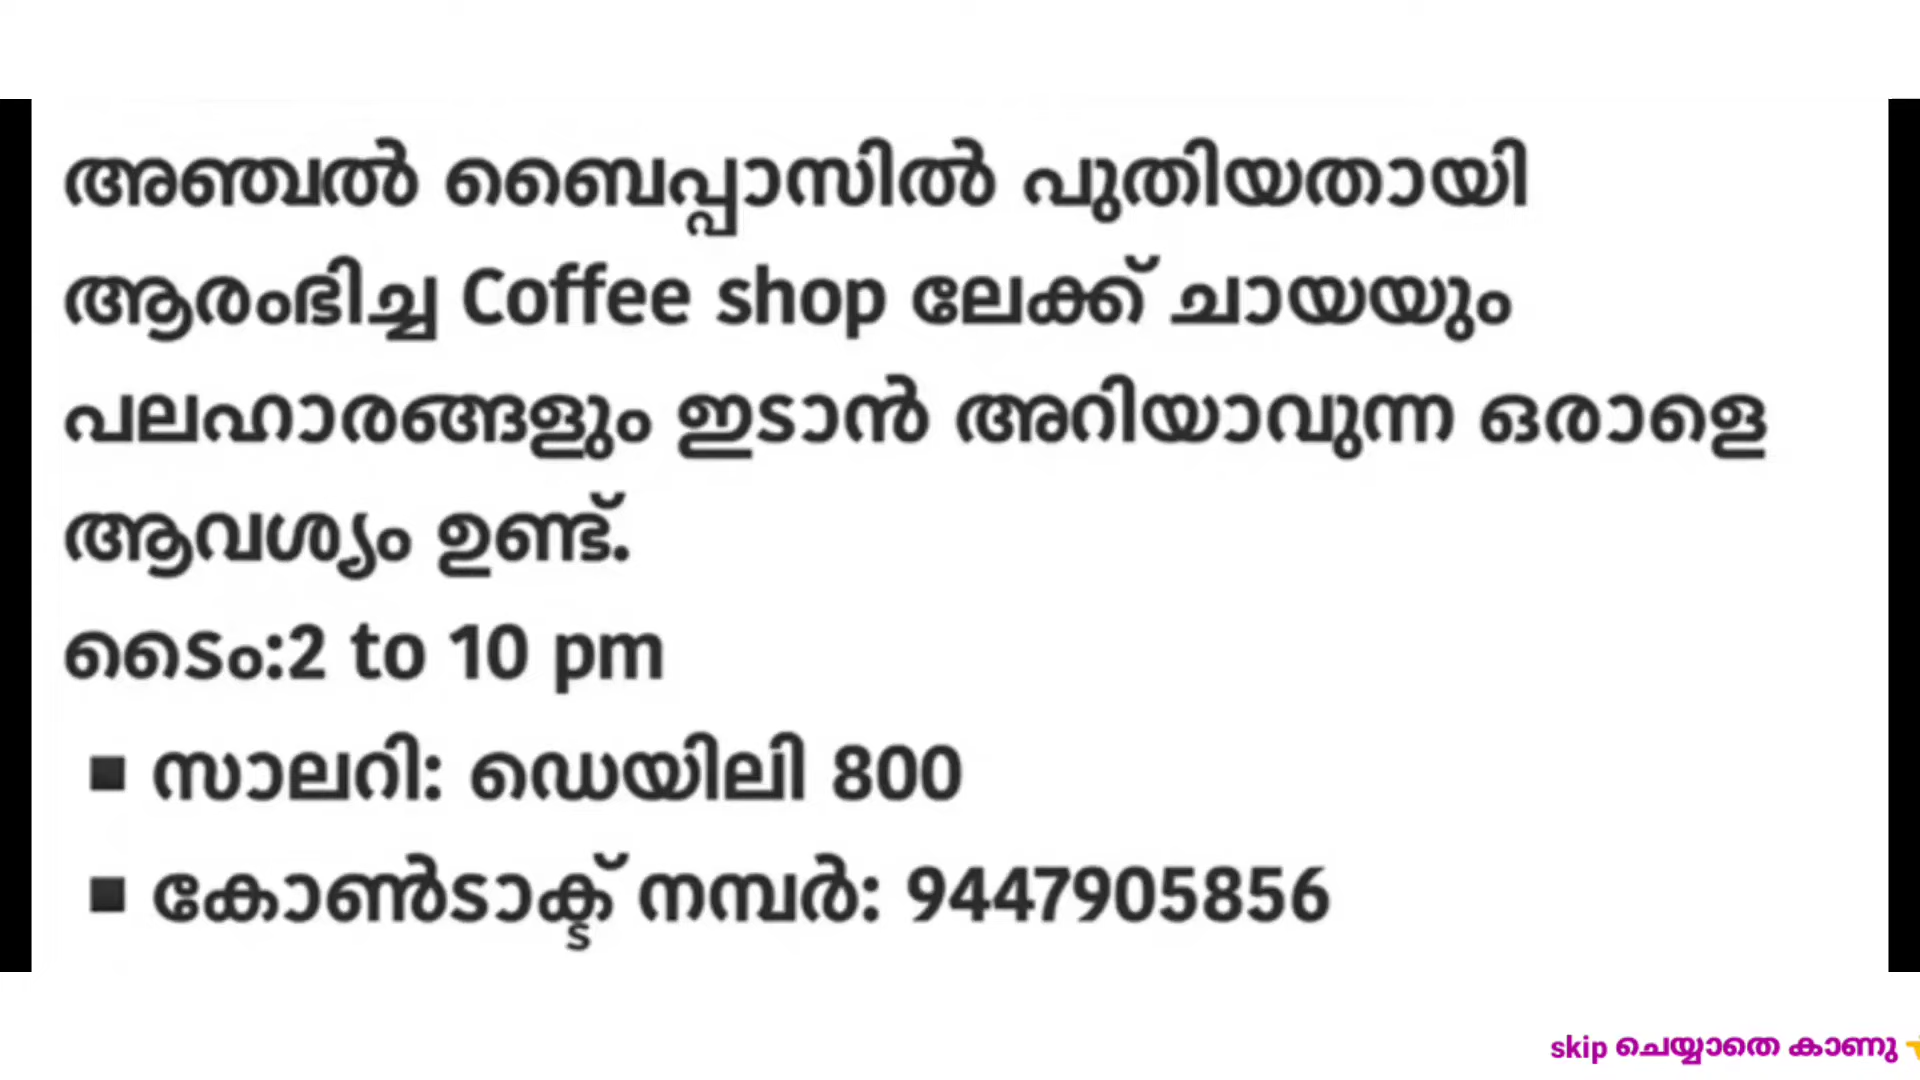 അഞ്ചൽ ബൈപ്പാസിൽ പുതിയതായി
ആരംഭിച്ച Coffee shop ലേക്ക് ചായയും
പലഹാരങ്ങളും ഇടാൻ അറിയാവുന്ന ഒരാളെ
ആവശ്യം ഉണ്ട്.
ടൈം:2 to 10 pm
▪ സാലറി: ഡെയിലി 800
▪ കോൺടാക്ട് നമ്പർ: 9447905856
skip ചെയ്യാതെ കാണു